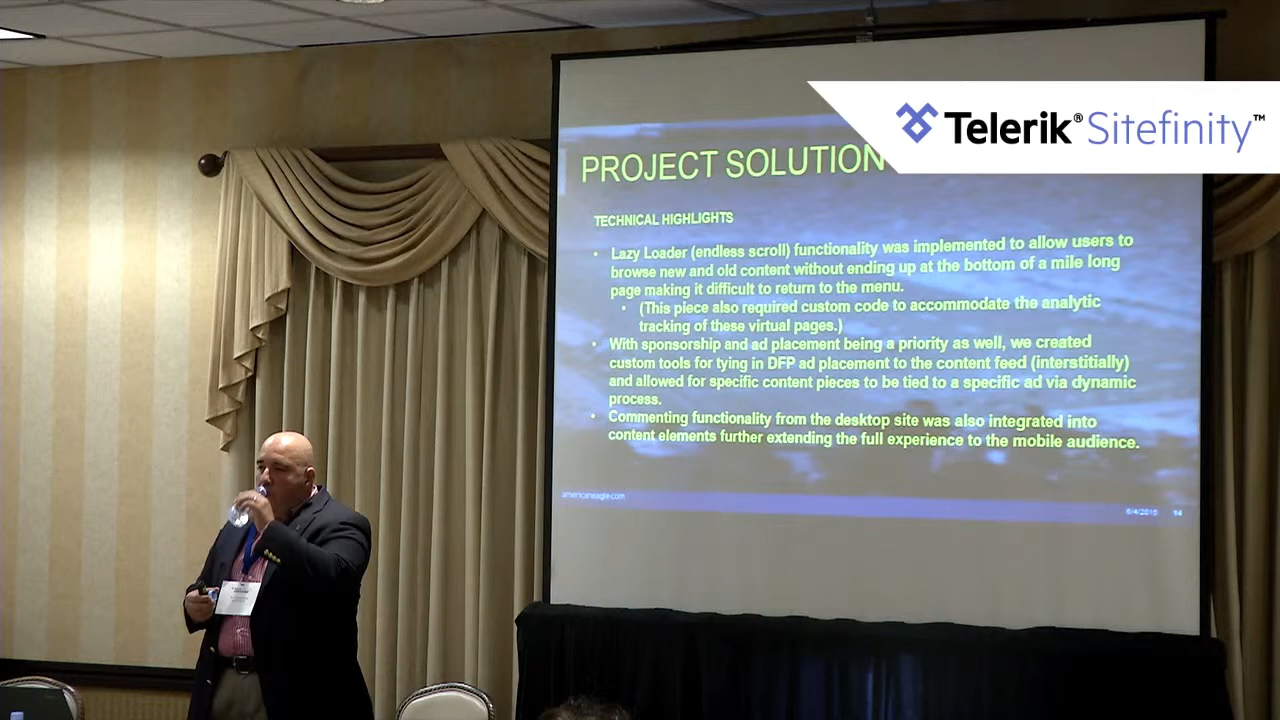 Telerik® Sitefinity™
PROJECT SOLUTION
TECHNICAL HIGHLIGHTS
• Lazy Loader (endless scroll) functionality was implemented to allow users to
browse new and old content without ending up at the bottom of a mile long
page making it difficult to return to the menu.
• (This piece also required custom code to accommodate the analytic
tracking of these virtual pages.)
• With sponsorship and ad placement being a priority as well, we created
custom tools for tying in DFP ad placement to the content feed (interstitially)
and allowed for specific content pieces to be tied to a specific ad via dynamic
process.
• Commenting functionality from the desktop site was also integrated into
content elements further extending the full experience to the mobile audience.
americaneagle.com
6/4/2015 14